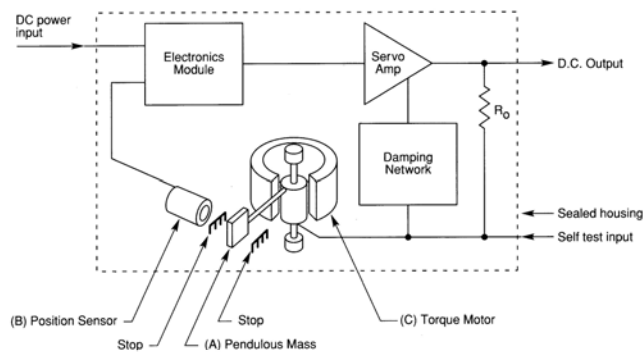 DC power
input
Electronics
Module
Servo
Amp
D.C. Output
Ro
Damping
Network
Sealed housing
Self test input
(B) Position Sensor
Stop
(A) Pendulous Mass
Stop
(C) Torque Motor